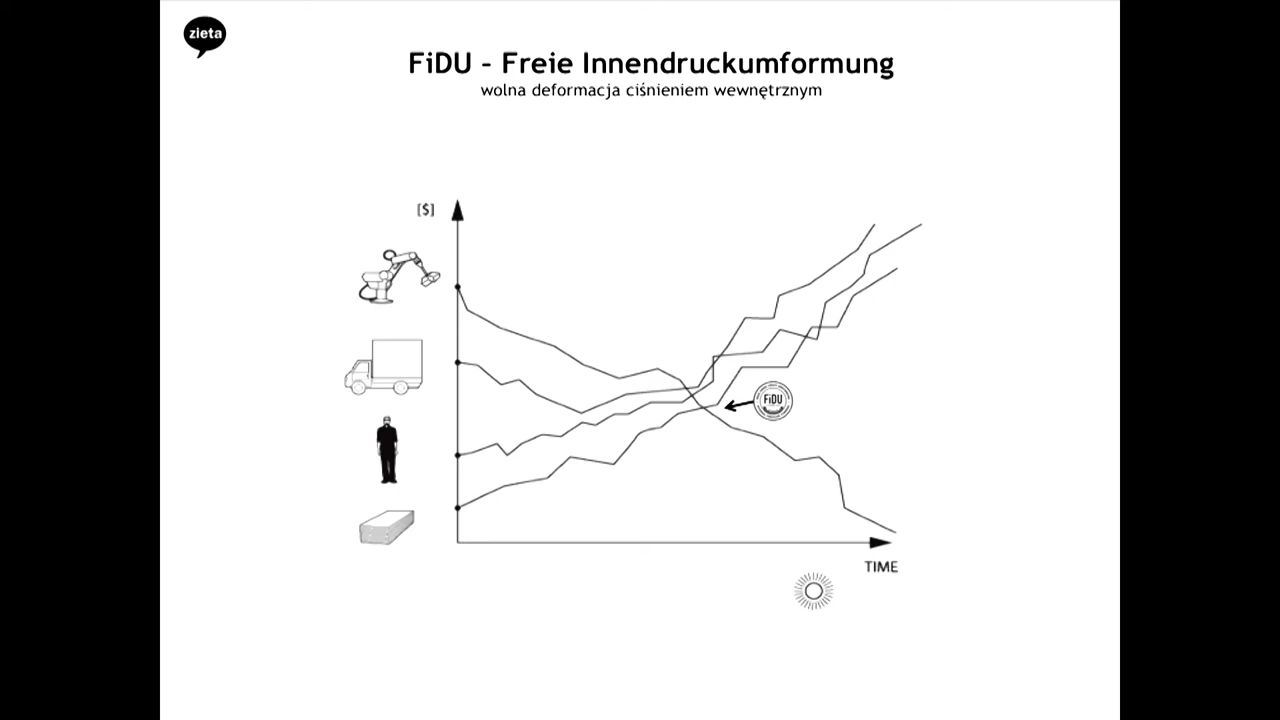 zieta
FiDU - Freie Innendruckumformung
wolna deformacja ciśnieniem wewnętrznym
[$]
FiDU
TIME